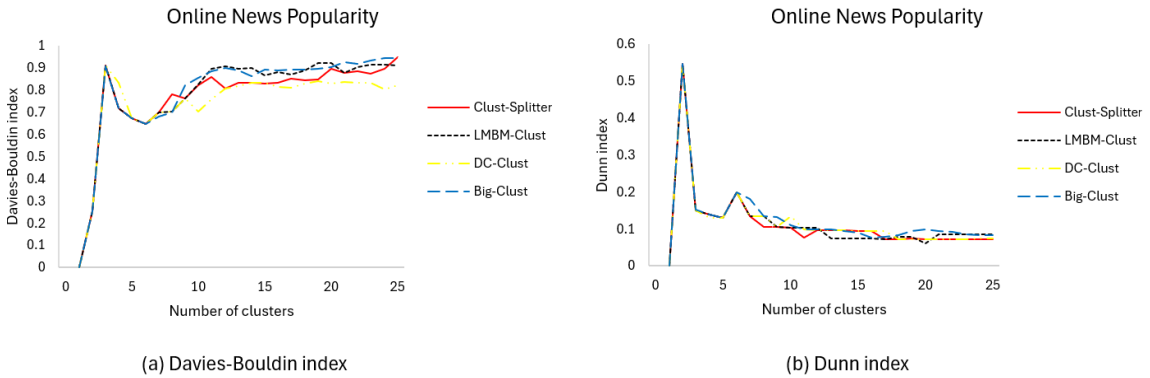 Online News Popularity
Davies-Bouldin index
1
0.9
0.8
0.7
0.6
0.5
0.4
0.3
0.2
0.1
0
0 5 10 15 20 25
Number of clusters
Clust-Splitter
LMBM-Clust
DC-Clust
Big-Clust
(a) Davies-Bouldin index
Online News Popularity
Dunn index
0.6
0.5
0.4
0.3
0.2
0.1
0
0 5 10 15 20 25
Number of clusters
Clust-Splitter
LMBM-Clust
DC-Clust
Big-Clust
(b) Dunn index